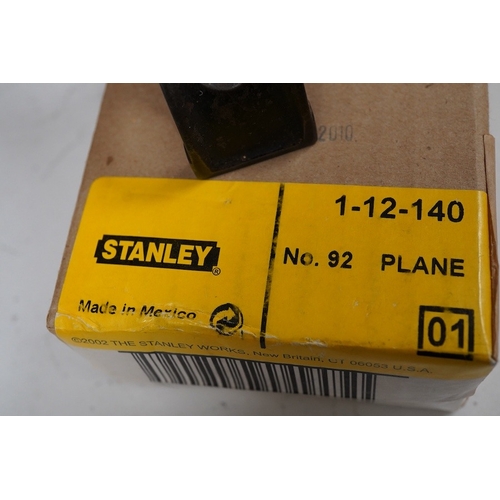 2010
1-12-140
STANLEY®
No. 92 PLANE
Made in Mexico
01
©2002 THE STANLEY WORKS, New Britain, CT 06053 U.S.A.